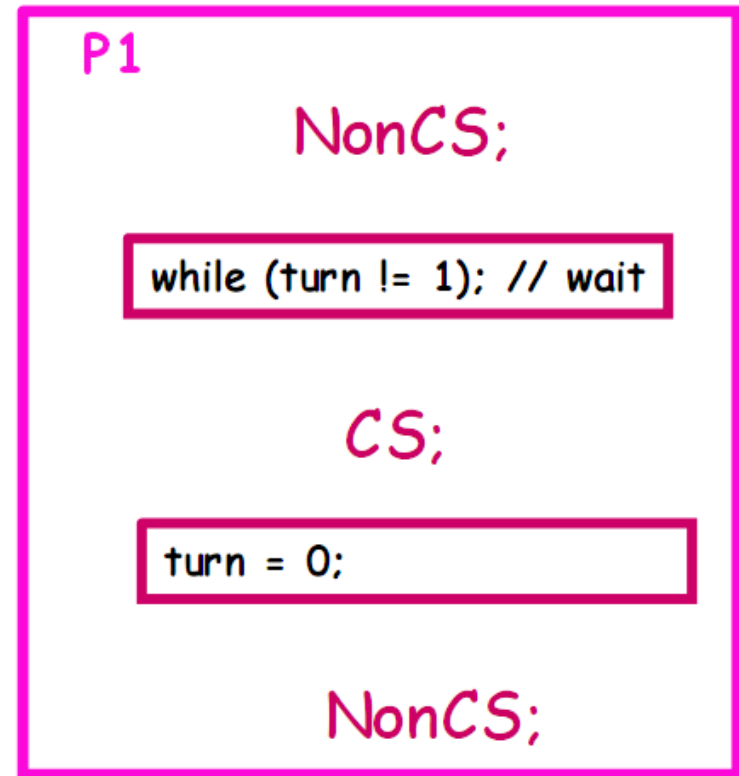 P1
NonCS;
while (turn != 1); // wait
CS;
turn = 0;
NonCS;